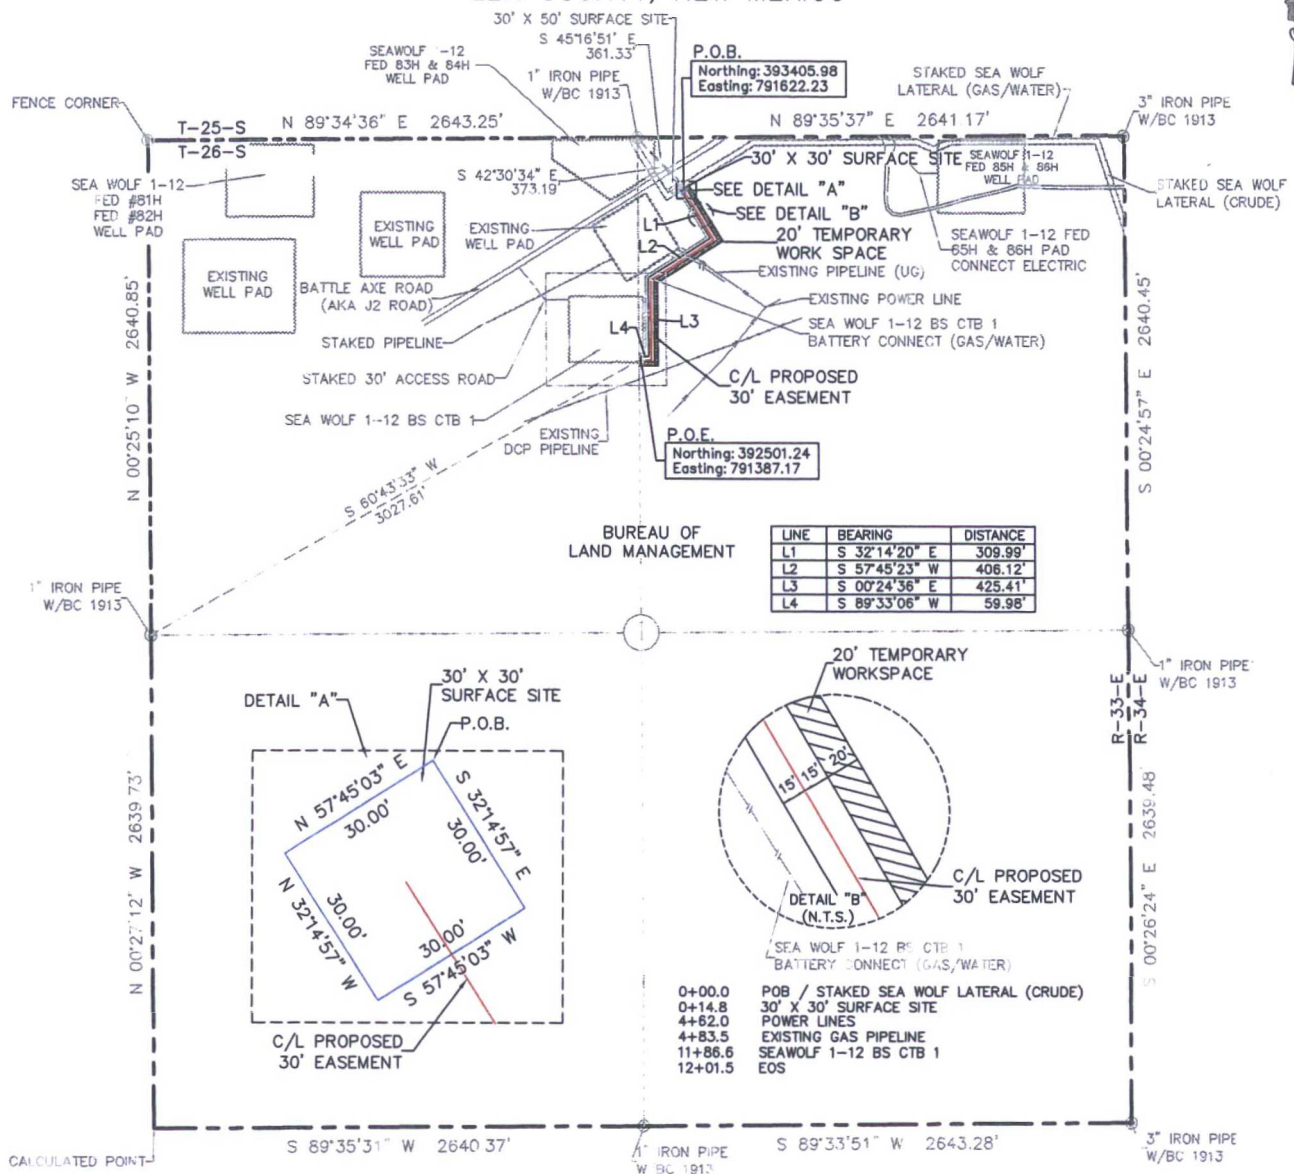 30' X 50' SURFACE SITE
S 45°16'51" E
361.33'
SEAWOLF 1-12
FED 83H & 84H
WELL PAD
1" IRON PIPE
W/BC 1913
P.O.B.
Northing: 393405.98
Easting: 791622.23
STAKED SEA WOLF
LATERAL (GAS/WATER)
3" IRON PIPE
W/BC 1913
FENCE CORNER
T-25-S
T-26-S
N 89°34'36" E 2643.25'
N 89°35'37" E 2641.17'
SEA WOLF 1-12
FED #81H
FED #82H
WELL PAD
S 42°30'34" E
373.19'
30' X 30' SURFACE SITE
SEE DETAIL "A"
SEE DETAIL "B"
20' TEMPORARY
WORK SPACE
SEAWOLF 1-12
FED 85H & 86H
WELL PAD
STAKED SEA WOLF
LATERAL (CRUDE)
EXISTING
WELL PAD
EXISTING
WELL PAD
EXISTING
WELL PAD
L1
L2
SEAWOLF 1-12 FED
65H & 86H PAD
CONNECT ELECTRIC
EXISTING PIPELINE (UG)
BATTLE AXE ROAD
(AKA J2 ROAD)
EXISTING POWER LINE
STAKED PIPELINE
L4
L3
SEA WOLF 1-12 BS CTB 1
BATTERY CONNECT (GAS/WATER)
STAKED 30' ACCESS ROAD
C/L PROPOSED
30' EASEMENT
SEA WOLF 1-12 BS CTB 1
EXISTING
DCP PIPELINE
P.O.E.
Northing: 392501.24
Easting: 791387.17
N 00°25'10" W 2640.85'
S 00°24'57" E 2640.45'
S 60°43'33" W
3027.61'
BUREAU OF
LAND MANAGEMENT
LINE BEARING DISTANCE
L1 S 32°14'20" E 309.99'
L2 S 57°45'23" W 406.12'
L3 S 00°24'36" E 425.41'
L4 S 89°33'06" W 59.98'
1" IRON PIPE
W/BC 1913
1
1" IRON PIPE
W/BC 1913
R-33-E
R-34-E
DETAIL "A"
30' X 30'
SURFACE SITE
P.O.B.
N 57°45'03" E
30.00'
S 32°14'57" E
30.00'
N 32°14'57" W
30.00'
30.00'
S 57°45'03" W
C/L PROPOSED
30' EASEMENT
20' TEMPORARY
WORKSPACE
15' 15' 20'
C/L PROPOSED
30' EASEMENT
DETAIL "B"
(N.T.S.)
SEA WOLF 1-12 BS CTB 1
BATTERY CONNECT (GAS/WATER)
N 00°27'12" W 2639.73'
S 00°26'24" E 2639.48'
0+00.0 POB / STAKED SEA WOLF LATERAL (CRUDE)
0+14.8 30' X 30' SURFACE SITE
4+62.0 POWER LINES
4+83.5 EXISTING GAS PIPELINE
11+86.6 SEAWOLF 1-12 BS CTB 1
12+01.5 EOS
S 89°35'31" W 2640.37'
S 89°33'51" W 2643.28'
CALCULATED POINT
1" IRON PIPE
W/BC 1913
3" IRON PIPE
W/BC 1913